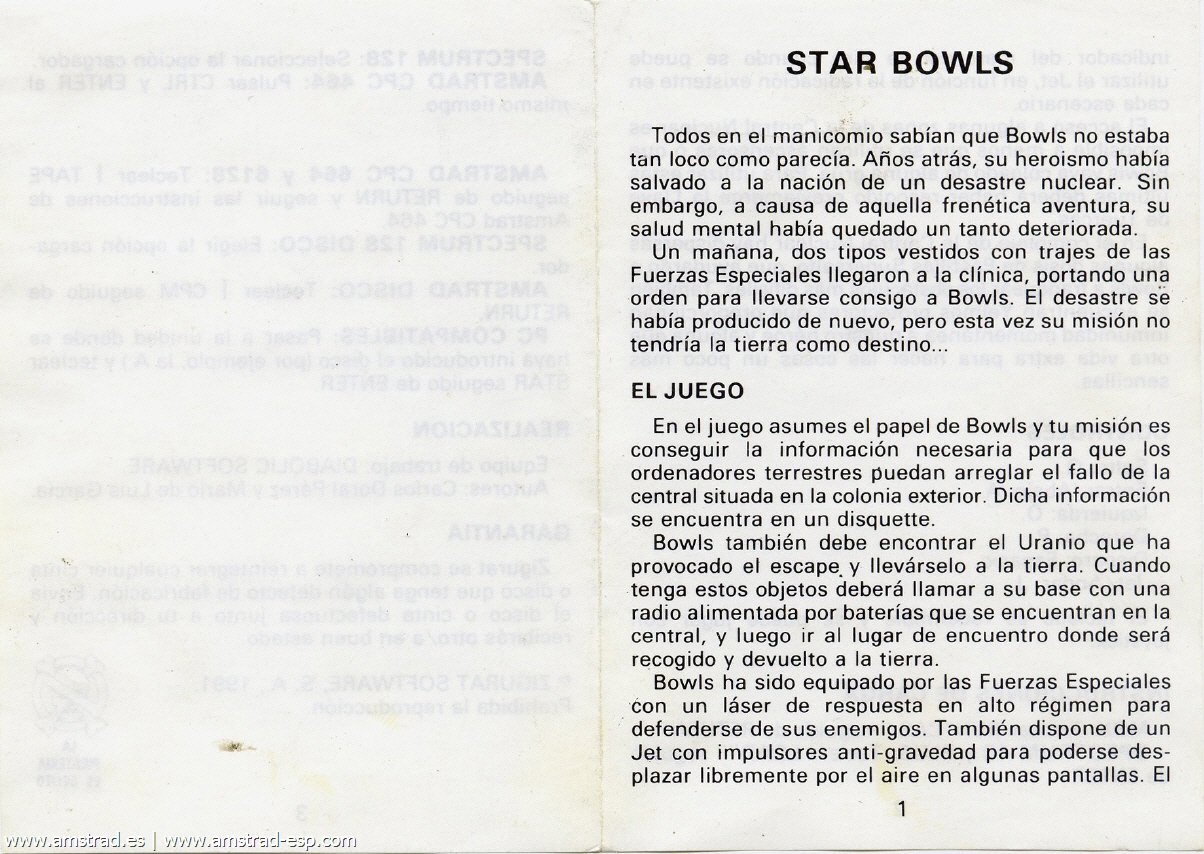 STAR BOWLS
Todos en el manicomio sabían que Bowls no estaba
tan loco como parecía. Años atrás, su heroismo había
salvado a la nación de un desastre nuclear. Sin
embargo, a causa de aquella frenética aventura, su
salud mental había quedado un tanto deteriorada.
Un mañana, dos tipos vestidos con trajes de las
Fuerzas Especiales llegaron a la clínica, portando una
orden para llevarse consigo a Bowls. El desastre se
había producido de nuevo, pero esta vez su misión no
tendría la tierra como destino.
EL JUEGO
En el juego asumes el papel de Bowls y tu misión es
conseguir la información necesaria para que los
ordenadores terrestres puedan arreglar el fallo de la
central situada en la colonia exterior. Dicha información
se encuentra en un disquette.
Bowls también debe encontrar el Uranio que ha
provocado el escape y llevárselo a la tierra. Cuando
tenga estos objetos deberá llamar a su base con una
radio alimentada por baterías que se encuentran en la
central, y luego ir al lugar de encuentro donde será
recogido y devuelto a la tierra.
Bowls ha sido equipado por las Fuerzas Especiales
con un láser de respuesta en alto régimen para
defenderse de sus enemigos. También dispone de un
Jet con impulsores anti-gravedad para poderse des-
plazar libremente por el aire en algunas pantallas. El
1
www.amstrad.es | www.amstrad-esp.com